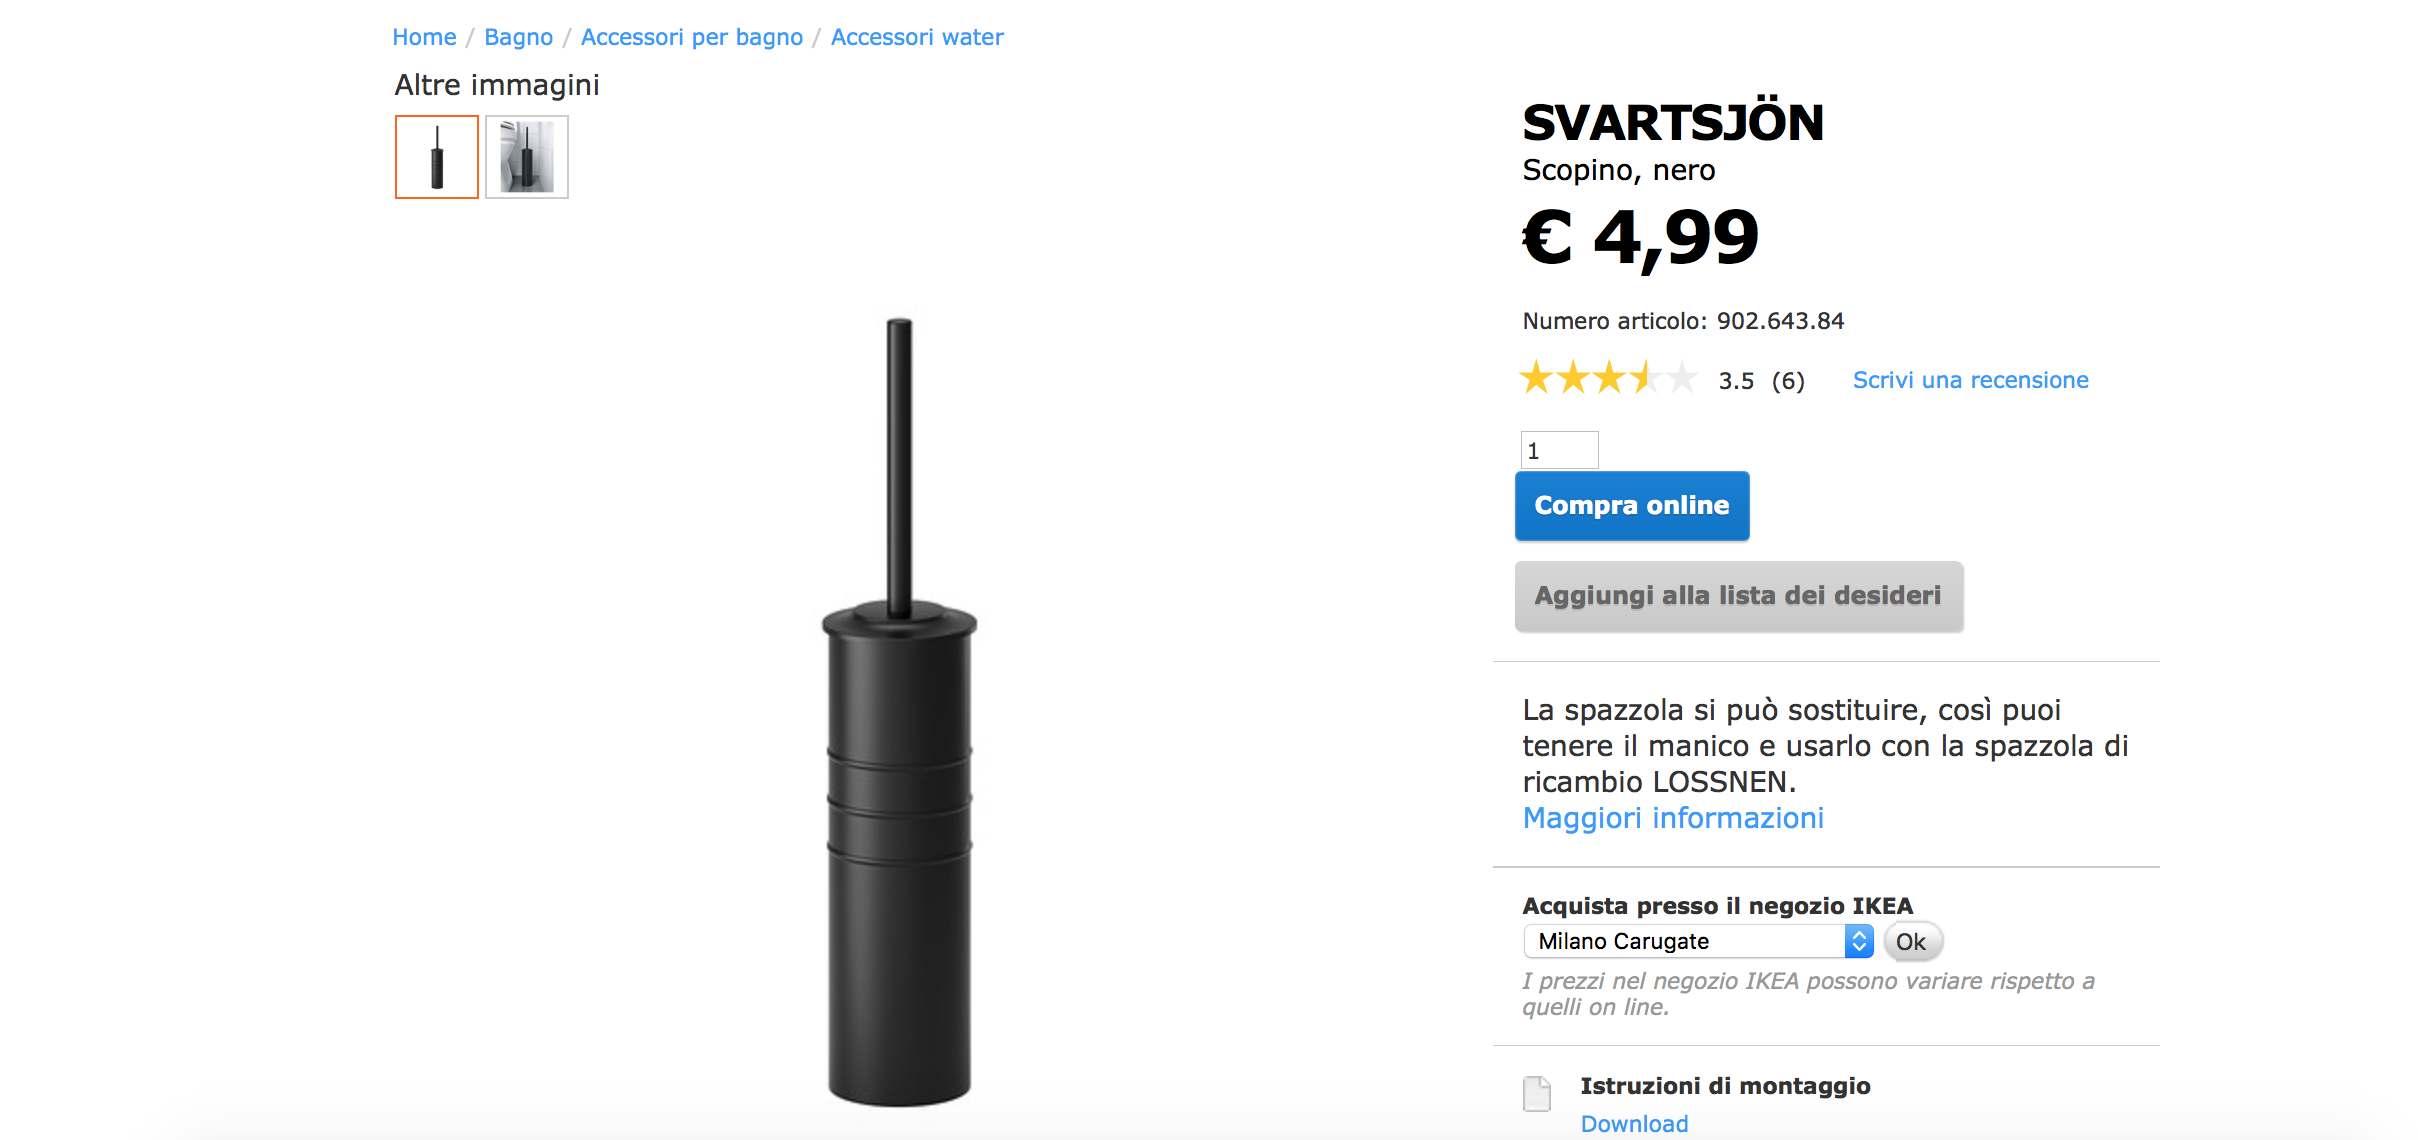 Home / Bagno / Accessori per bagno / Accessori water
Altre immagini
SVARTSJÖN
Scopino, nero
€ 4,99
Numero articolo: 902.643.84
3.5 (6) Scrivi una recensione
1
Compra online
Aggiungi alla lista dei desideri
La spazzola si può sostituire, così puoi
tenere il manico e usarlo con la spazzola di
ricambio LOSSNEN.
Maggiori informazioni
Acquista presso il negozio IKEA
Milano Carugate Ok
I prezzi nel negozio IKEA possono variare rispetto a
quelli on line.
Istruzioni di montaggio
Download